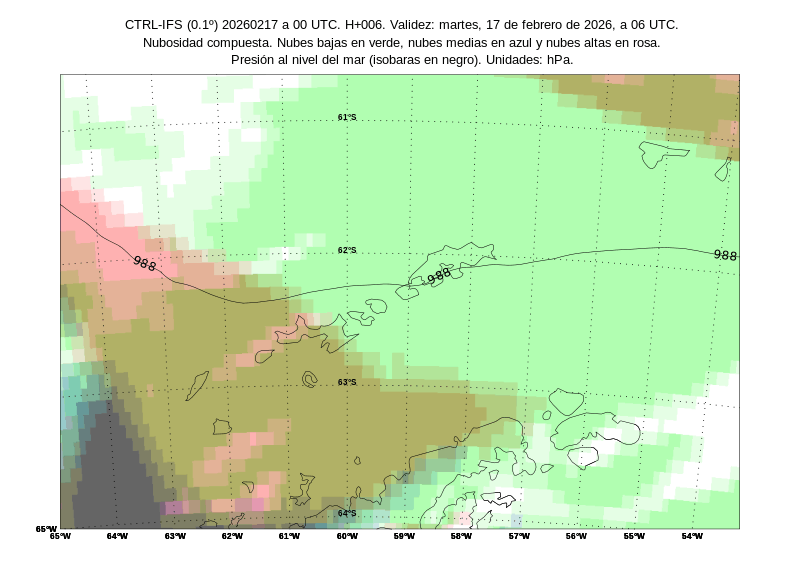 CTRL-IFS (0.1º) 20260217 a 00 UTC. H+006. Validez: martes, 17 de febrero de 2026, a 06 UTC.
Nubosidad compuesta. Nubes bajas en verde, nubes medias en azul y nubes altas en rosa.
Presión al nivel del mar (isobaras en negro). Unidades: hPa.
61°S
62°S
988
988
988
63°S
64°S
65°W
65°W 64°W 63°W 62°W 61°W 60°W 59°W 58°W 57°W 56°W 55°W 54°W